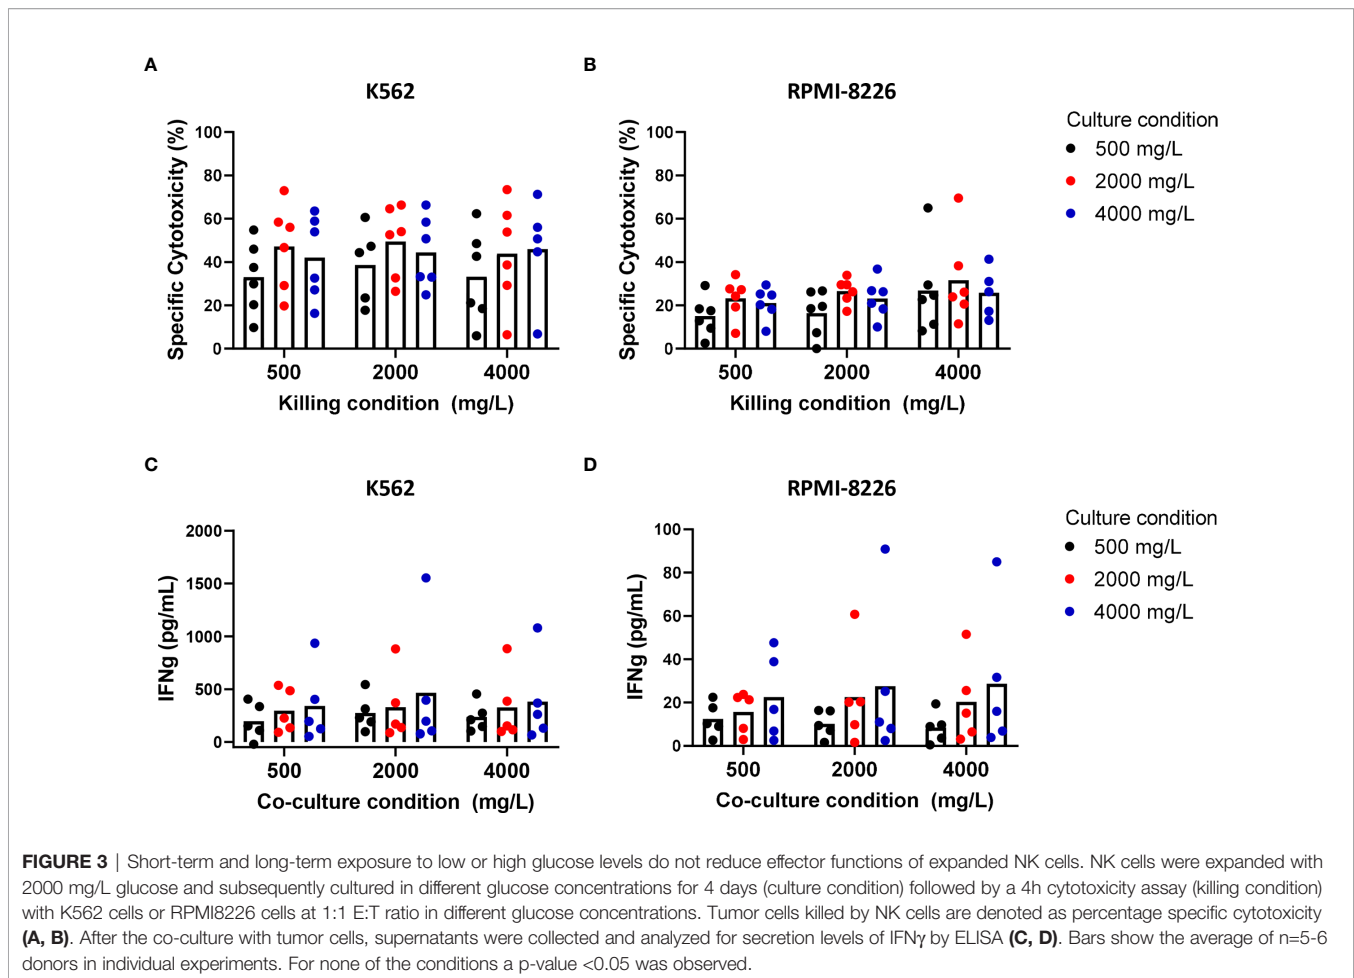 A
K562
100
80
60
40
20
0
Specific Cytotoxicity (%)
500
2000
4000
Killing condition (mg/L)
B
RPMI-8226
100
80
60
40
20
0
Specific Cytotoxicity (%)
500
2000
4000
Killing condition (mg/L)
Culture condition
500 mg/L
2000 mg/L
4000 mg/L
C
K562
2000
1500
1000
500
0
IFNg (pg/mL)
500
2000
4000
Co-culture condition (mg/L)
D
RPMI-8226
100
80
60
40
20
0
IFNg (pg/mL)
500
2000
4000
Co-culture condition (mg/L)
Culture condition
500 mg/L
2000 mg/L
4000 mg/L
FIGURE 3 | Short-term and long-term exposure to low or high glucose levels do not reduce effector functions of expanded NK cells. NK cells were expanded with
2000 mg/L glucose and subsequently cultured in different glucose concentrations for 4 days (culture condition) followed by a 4h cytotoxicity assay (killing condition)
with K562 cells or RPMI8226 cells at 1:1 E:T ratio in different glucose concentrations. Tumor cells killed by NK cells are denoted as percentage specific cytotoxicity
(A, B). After the co-culture with tumor cells, supernatants were collected and analyzed for secretion levels of IFNγ by ELISA (C, D). Bars show the average of n=5-6
donors in individual experiments. For none of the conditions a p-value <0.05 was observed.